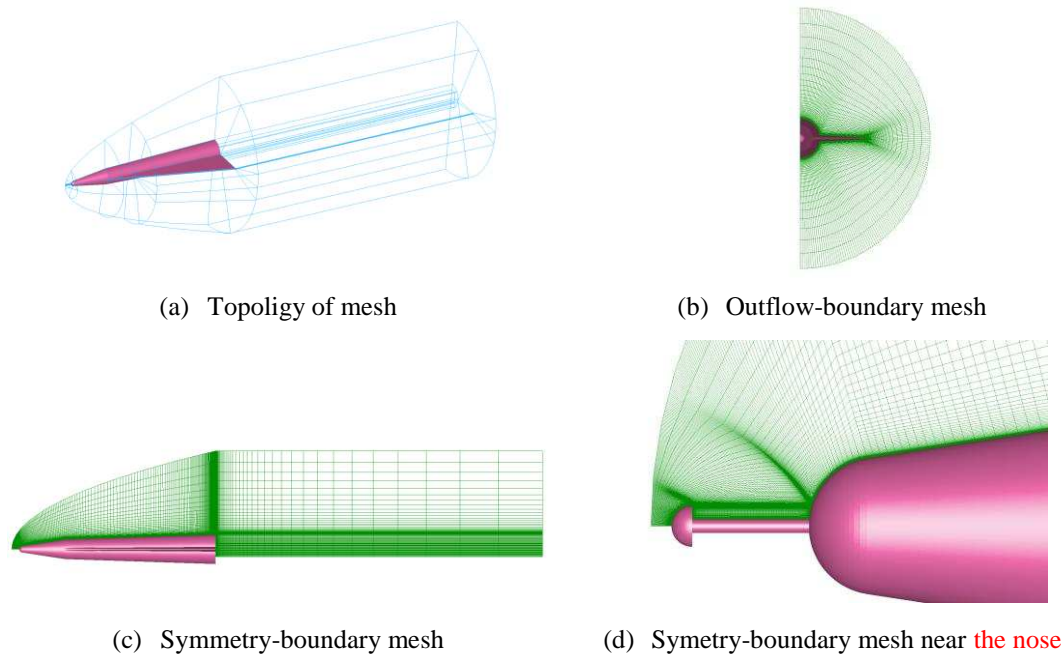 (a) Topoligy of mesh
(b) Outflow-boundary mesh
(c) Symmetry-boundary mesh
(d) Symetry-boundary mesh near the nose